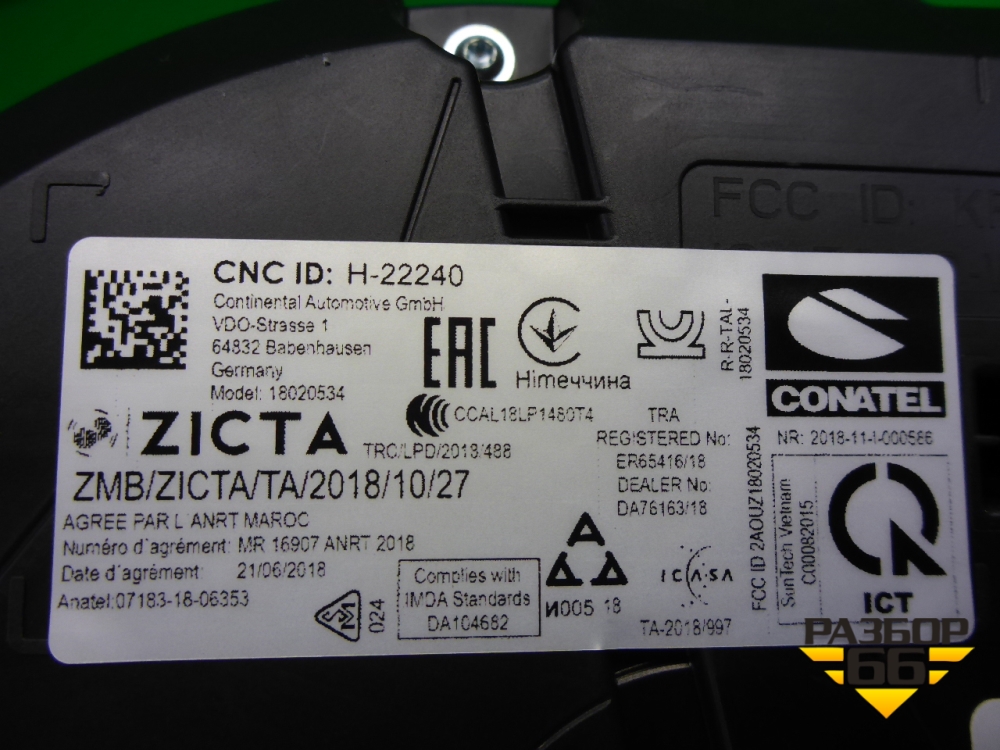 FCC ID:
CNC ID: H-22240
Continental Automotive GmbH
VDO-Strasse 1
64832 Babenhausen
Germany
Model: 18020534
EAC
Німеччина
R-R-TAL-
18020534
CONATEL
NR: 2018-11-I-000586
ZICTA
CCAL18LP1480T4
TRC/LPD/2018/488
ZMB/ZICTA/TA/2018/10/27
TRA
REGISTERED No:
ER65416/18
DEALER No:
DA76163/18
FCC ID 2AOUZ18020534
AGREE PAR L'ANRT MAROC
Numéro d'agrément: MR 16907 ANRT 2018
Date d'agrément: 21/06/2018
Anatel:07183-18-06353
024
Complies with
IMDA Standards
DA104682
И005 18
ICASA
TA-2018/997
SunTech Vietnam
C00082015
ICT
РАЗБОР
66